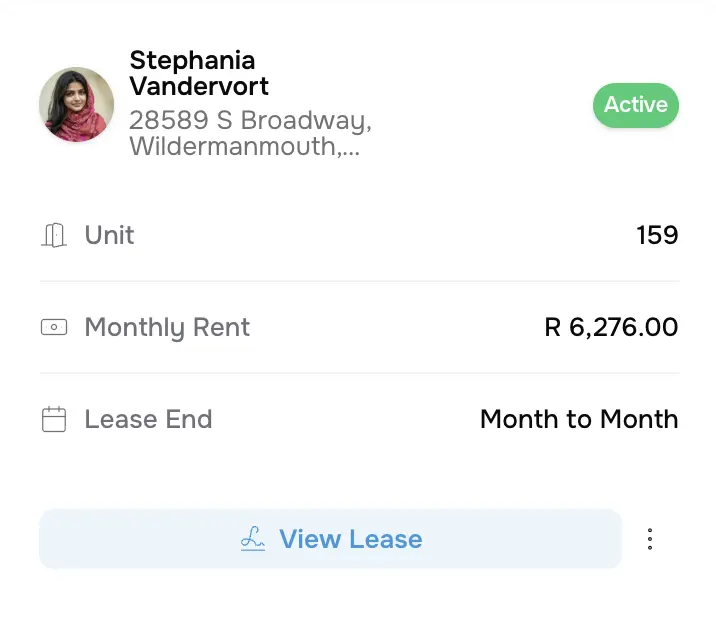 Stephania
Vandervort
28589 S Broadway,
Wildermanmouth,...
Active
Unit
159
Monthly Rent
R 6,276.00
Lease End
Month to Month
View Lease